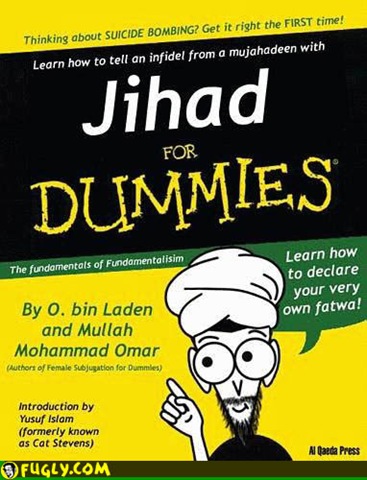 Thinking about SUICIDE BOMBING? Get it right the FIRST time!
Learn how to tell an infidel from a mujahadeen with
Jihad
FOR
DUMMIES®
The fundamentals of Fundamentalisim
Learn how
to declare
your very
own fatwa!
By O. bin Laden
and Mullah
Mohammad Omar
(Authors of Female Subjugation for Dummies)
Introduction by
Yusuf Islam
(formerly known
as Cat Stevens)
Al Qaeda Press
FUGLY.COM